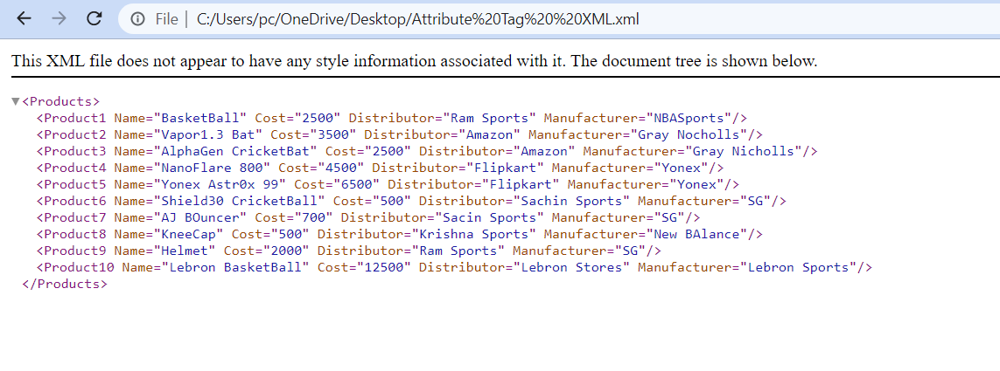 File | C:/Users/pc/OneDrive/Desktop/Attribute%20Tag%20%20XML.xml
This XML file does not appear to have any style information associated with it. The document tree is shown below.
▼<Products>
<Product1 Name="BasketBall" Cost="2500" Distributor="Ram Sports" Manufacturer="NBASports"/>
<Product2 Name="Vapor1.3 Bat" Cost="3500" Distributor="Amazon" Manufacturer="Gray Nocholls"/>
<Product3 Name="AlphaGen CricketBat" Cost="2500" Distributor="Amazon" Manufacturer="Gray Nicholls"/>
<Product4 Name="NanoFlare 800" Cost="4500" Distributor="Flipkart" Manufacturer="Yonex"/>
<Product5 Name="Yonex Astr0x 99" Cost="6500" Distributor="Flipkart" Manufacturer="Yonex"/>
<Product6 Name="Shield30 CricketBall" Cost="500" Distributor="Sachin Sports" Manufacturer="SG"/>
<Product7 Name="AJ BOuncer" Cost="700" Distributor="Sacin Sports" Manufacturer="SG"/>
<Product8 Name="KneeCap" Cost="500" Distributor="Krishna Sports" Manufacturer="New BAlance"/>
<Product9 Name="Helmet" Cost="2000" Distributor="Ram Sports" Manufacturer="SG"/>
<Product10 Name="Lebron BasketBall" Cost="12500" Distributor="Lebron Stores" Manufacturer="Lebron Sports"/>
</Products>